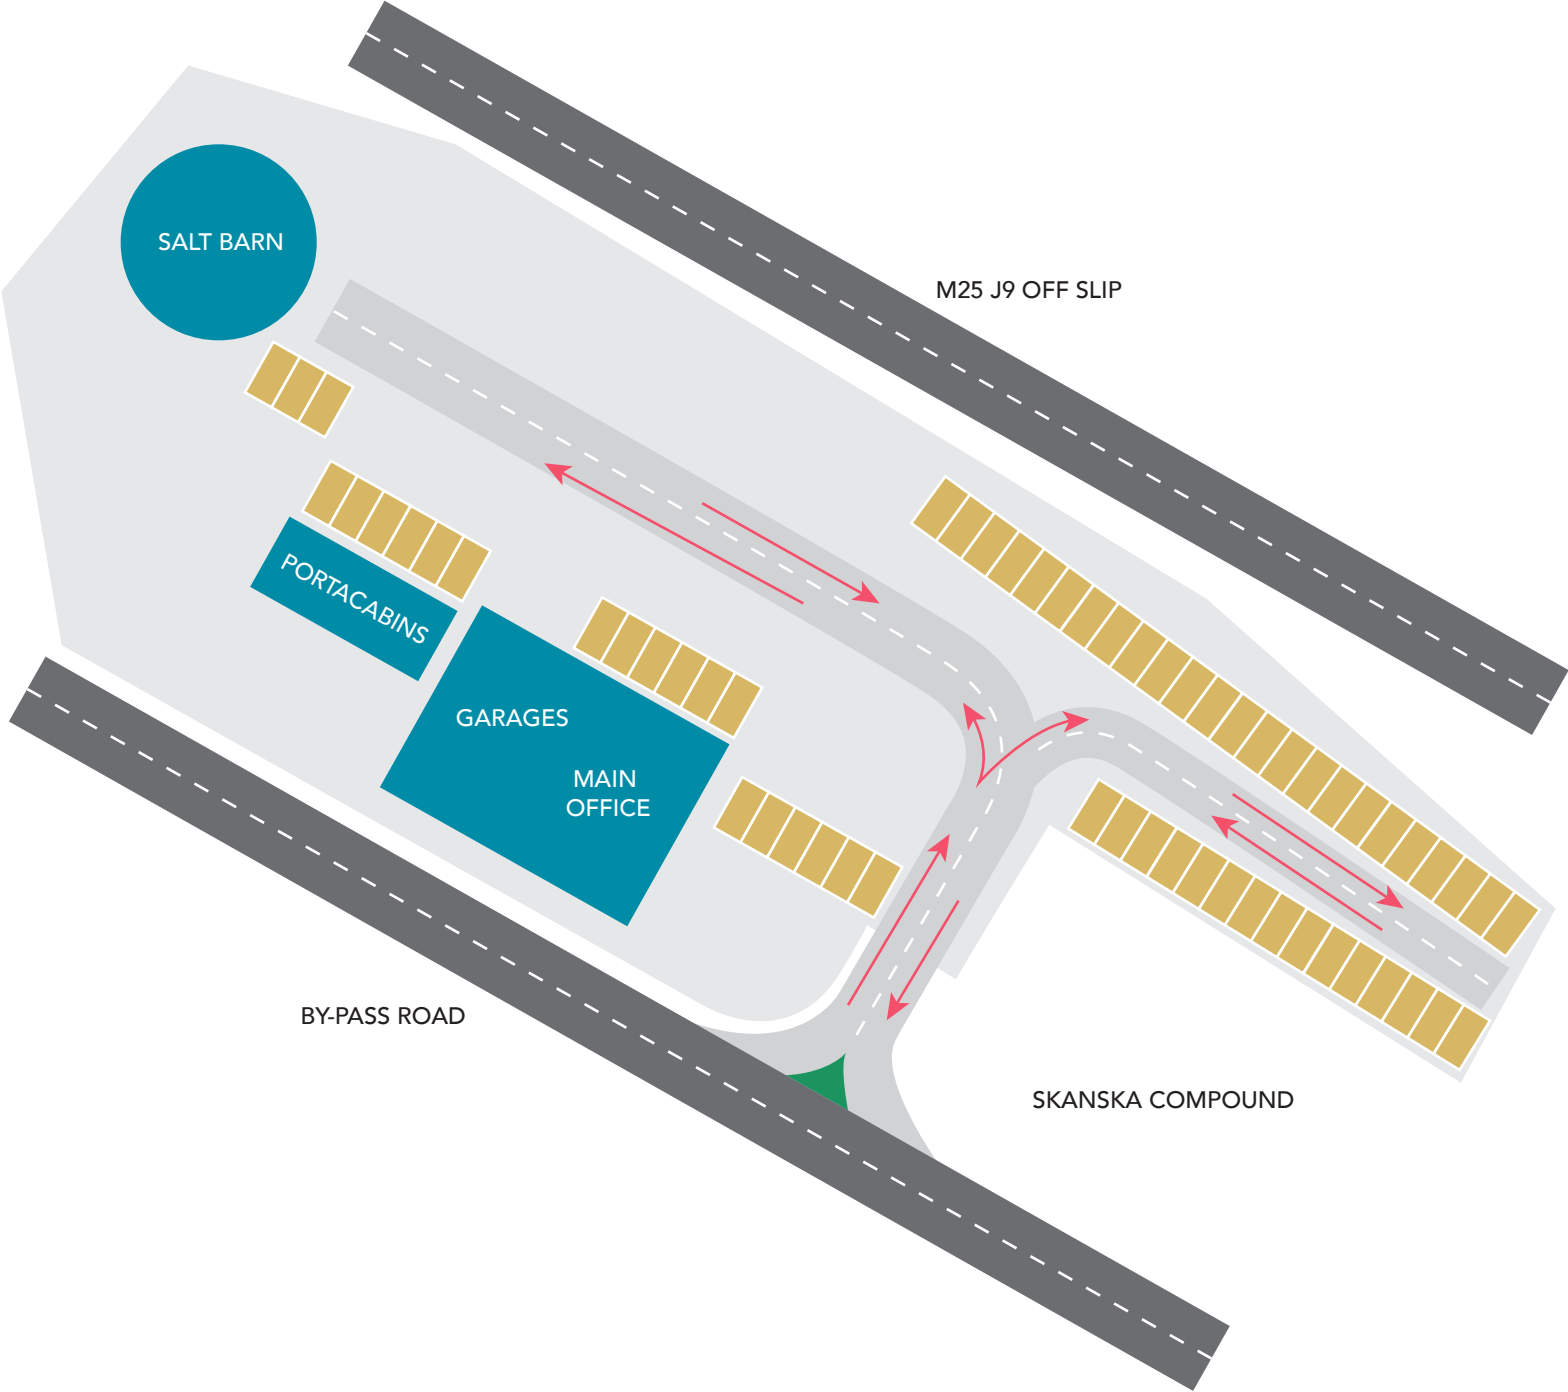 SALT BARN
M25 J9 OFF SLIP
PORTACABINS
GARAGES
MAIN
OFFICE
BY-PASS ROAD
SKANSKA COMPOUND